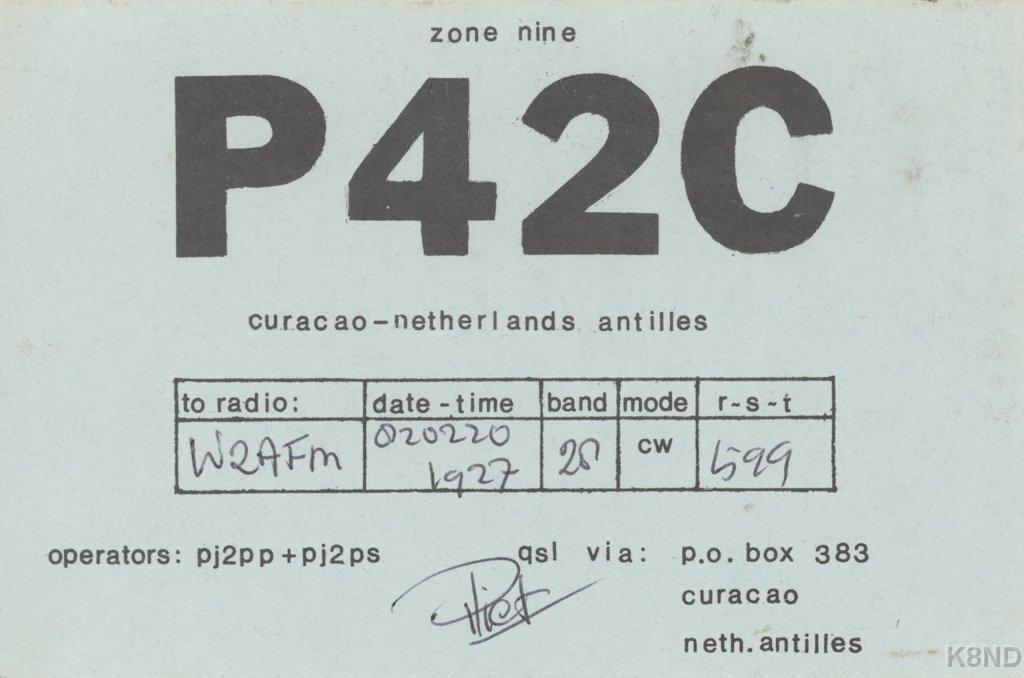 zone nine
P42C
curacao-netherlands antilles
to radio: date-time band mode r-s-t
W2AFM 820220 28 cw 599
1927
operators: pj2pp+pj2ps qsl via: p.o. box 383
Piet curacao
neth. antilles
K8ND